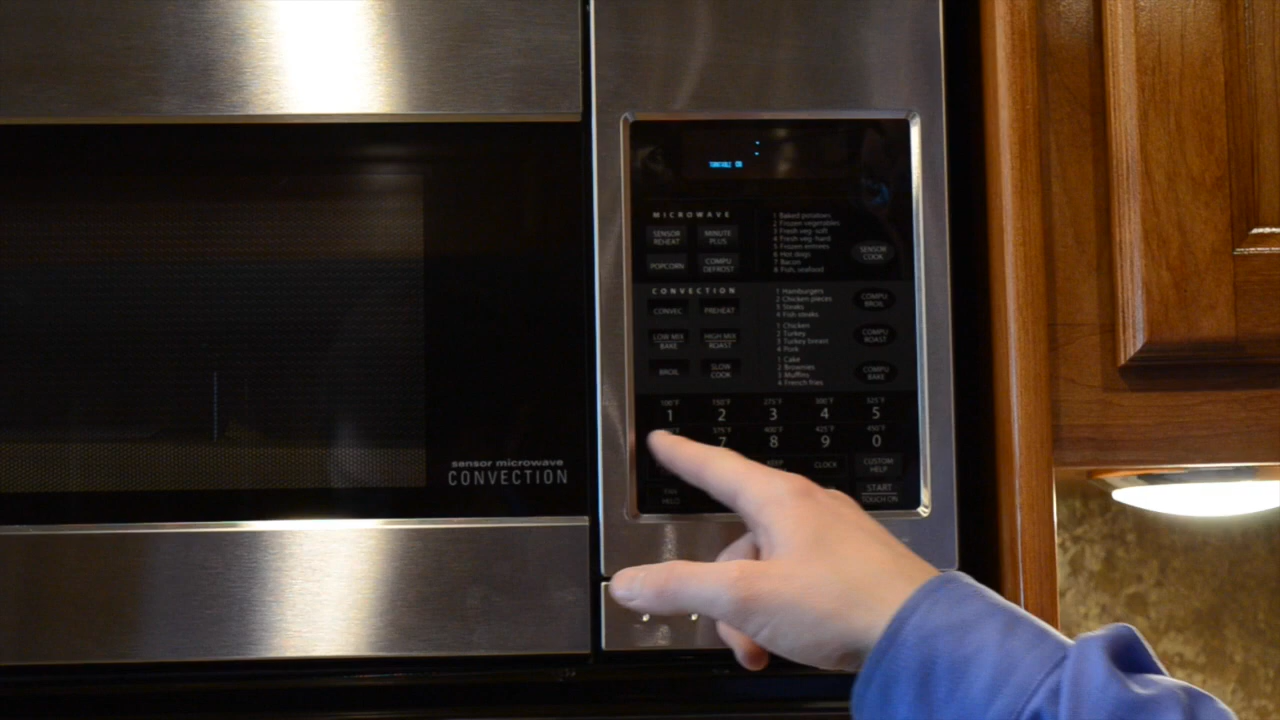 TURNTABLE ON
MICROWAVE
SENSOR REHEAT
MINUTE PLUS
POPCORN
COMPU DEFROST
1 Baked potatoes
2 Frozen vegetables
3 Fresh veg-soft
4 Fresh veg-hard
5 Frozen entrees
6 Hot dogs
7 Bacon
8 Fish, seafood
SENSOR COOK
CONVECTION
CONVEC
PREHEAT
LOW MIX BAKE
HIGH MIX ROAST
BROIL
SLOW COOK
1 Hamburgers
2 Chicken pieces
3 Steaks
4 Fish steaks
COMPU BROIL
1 Chicken
2 Turkey
3 Turkey breast
4 Pork
COMPU ROAST
1 Cake
2 Brownies
3 Muffins
4 French fries
COMPU BAKE
100°F 150°F 275°F 300°F 325°F
1 2 3 4 5
375°F 400°F 425°F 450°F
7 8 9 0
KEEP
CLOCK
CUSTOM HELP
START
TOUCH ON
sensor microwave
CONVECTION